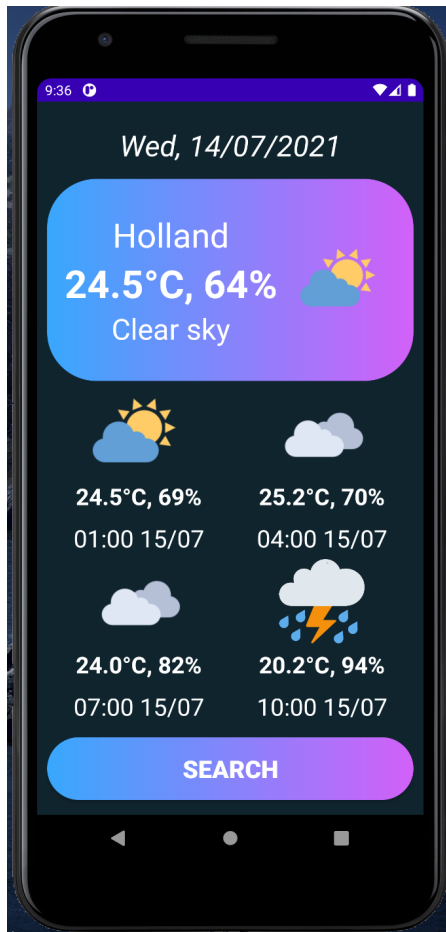 9:36
Wed, 14/07/2021
Holland
24.5°C, 64%
Clear sky
24.5°C, 69%
25.2°C, 70%
01:00 15/07
04:00 15/07
24.0°C, 82%
20.2°C, 94%
07:00 15/07
10:00 15/07
SEARCH